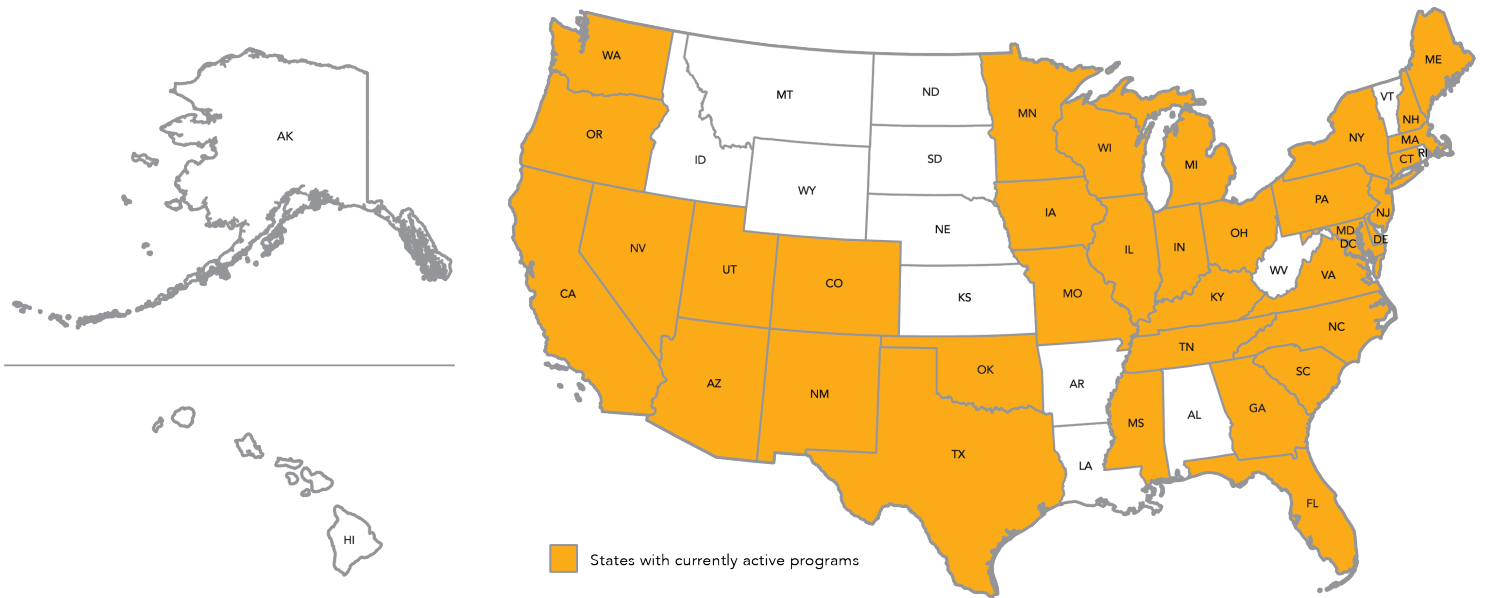 WA
ME
MT
ND
VT
MN
NH
AK
OR
NY
MA
WI
RI
ID
SD
CT
MI
WY
PA
IA
NJ
NE
MD
OH
DE
DC
NV
IL
IN
UT
WV
VA
CO
CA
MO
KS
KY
NC
TN
OK
SC
AZ
AR
NM
GA
AL
MS
TX
LA
FL
HI
States with currently active programs